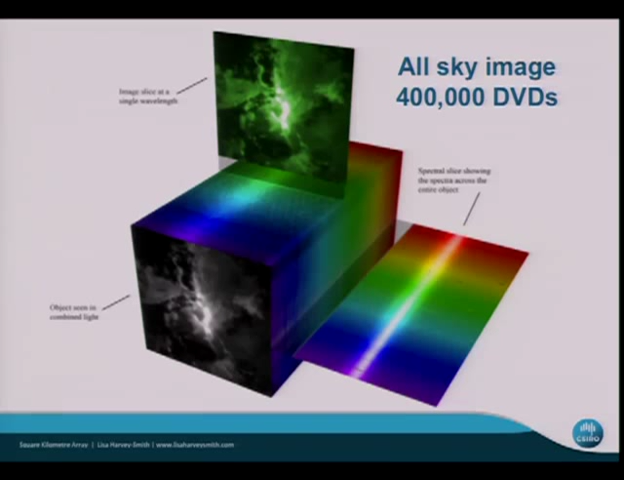 All sky image
400,000 DVDs
Image slice at a
single wavelength
Spectral slice showing
the spectra across the
entire object
Object seen in
combined light
Square Kilometre Array | Lisa Harvey-Smith | www.lisaharveysmith.com
CSIRO